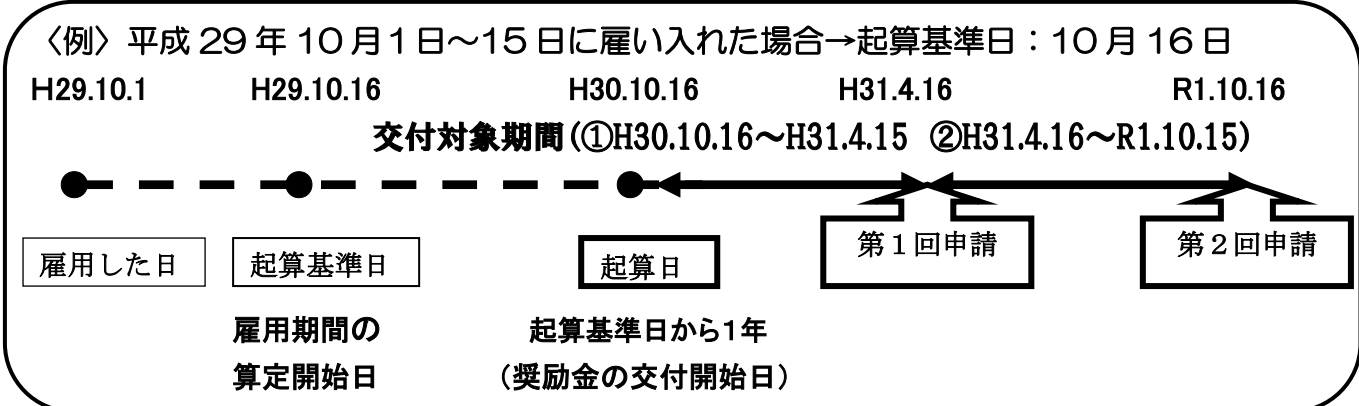 〈例〉平成29年10月1日～15日に雇い入れた場合→起算基準日：10月16日
H29.10.1 H29.10.16 H30.10.16 H31.4.16 R1.10.16
交付対象期間(①H30.10.16～H31.4.15 ②H31.4.16～R1.10.15)
雇用した日 起算基準日 起算日 第1回申請 第2回申請
雇用期間の 起算基準日から1年
算定開始日 （奨励金の交付開始日）